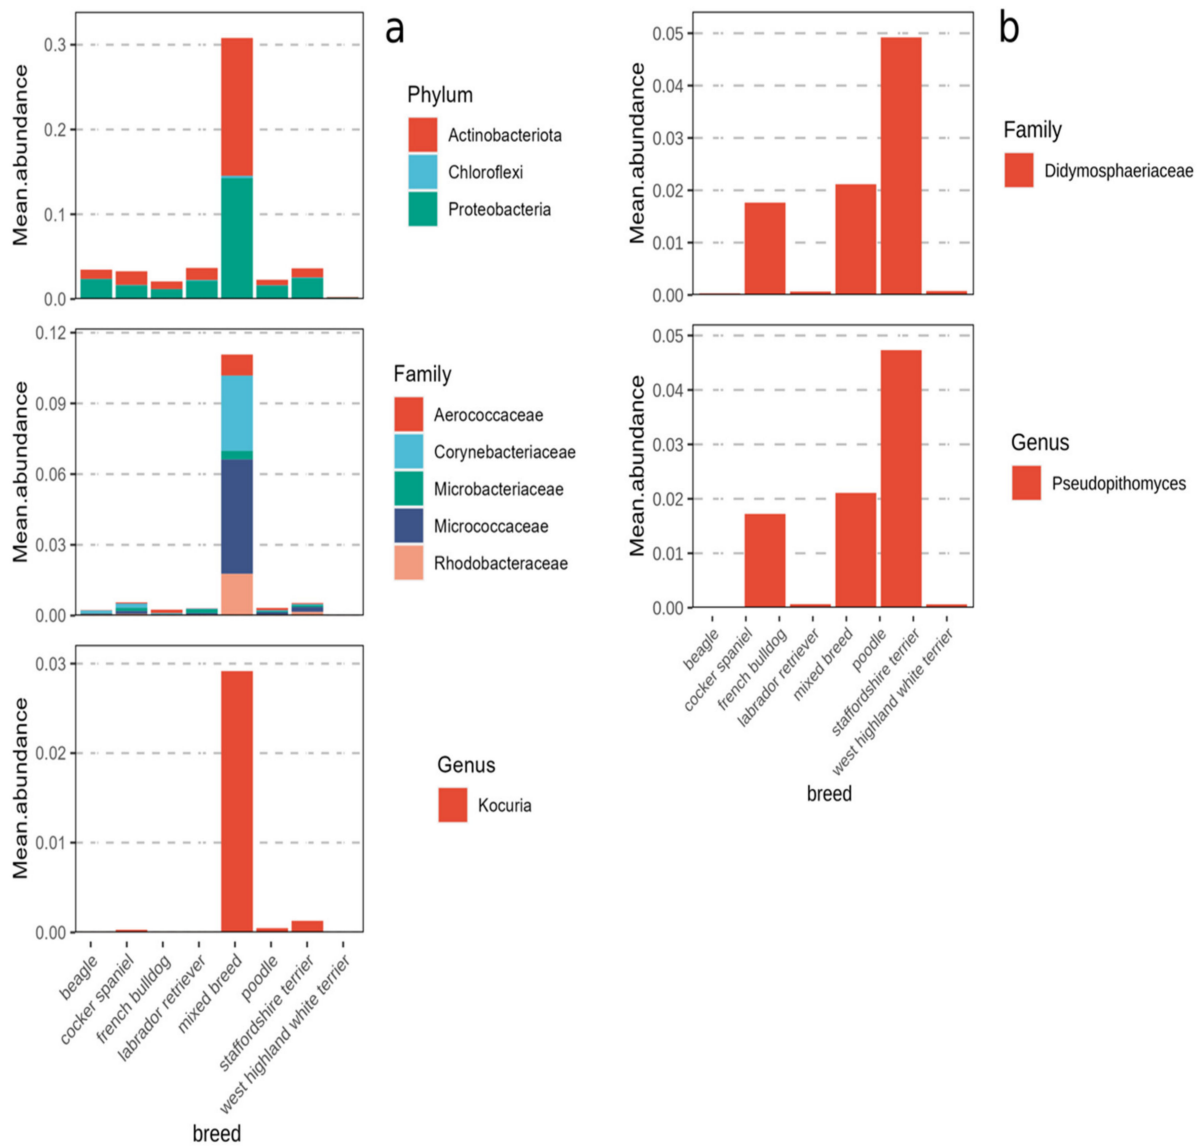 a
Mean.abundance
0.3
0.2
0.1
0.0
Phylum
Actinobacteriota
Chloroflexi
Proteobacteria
Mean.abundance
0.12
0.09
0.06
0.03
0.00
Family
Aerococcaceae
Corynebacteriaceae
Microbacteriaceae
Micrococcaceae
Rhodobacteraceae
Mean.abundance
0.03
0.02
0.01
0.00
Genus
Kocuria
beagle
cocker spaniel
french bulldog
labrador retriever
mixed breed
poodle
staffordshire terrier
west highland white terrier
breed
b
Mean.abundance
0.05
0.04
0.03
0.02
0.01
0.00
Family
Didymosphaeriaceae
Mean.abundance
0.05
0.04
0.03
0.02
0.01
0.00
Genus
Pseudopithomyces
beagle
cocker spaniel
french bulldog
labrador retriever
mixed breed
poodle
staffordshire terrier
west highland white terrier
breed